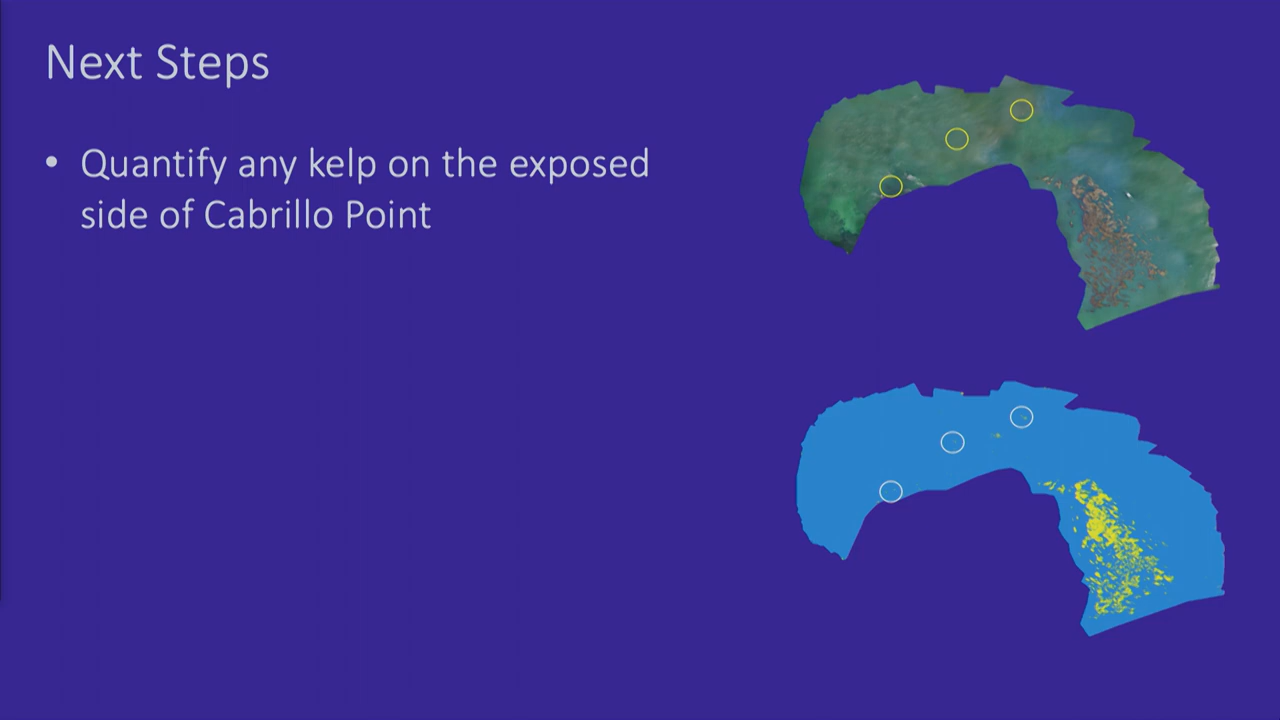 Next Steps
• Quantify any kelp on the exposed
side of Cabrillo Point